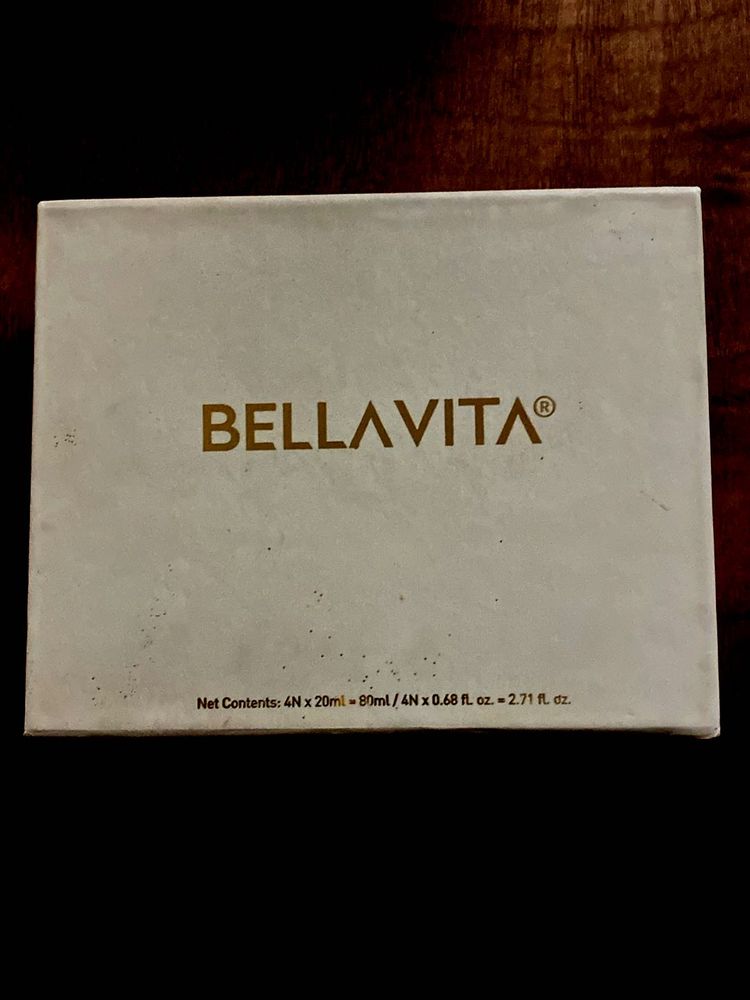 BELLAVITA®
Net Contents: 4N x 20ml = 80ml / 4N x 0.68 fl. oz. = 2.71 fl. oz.